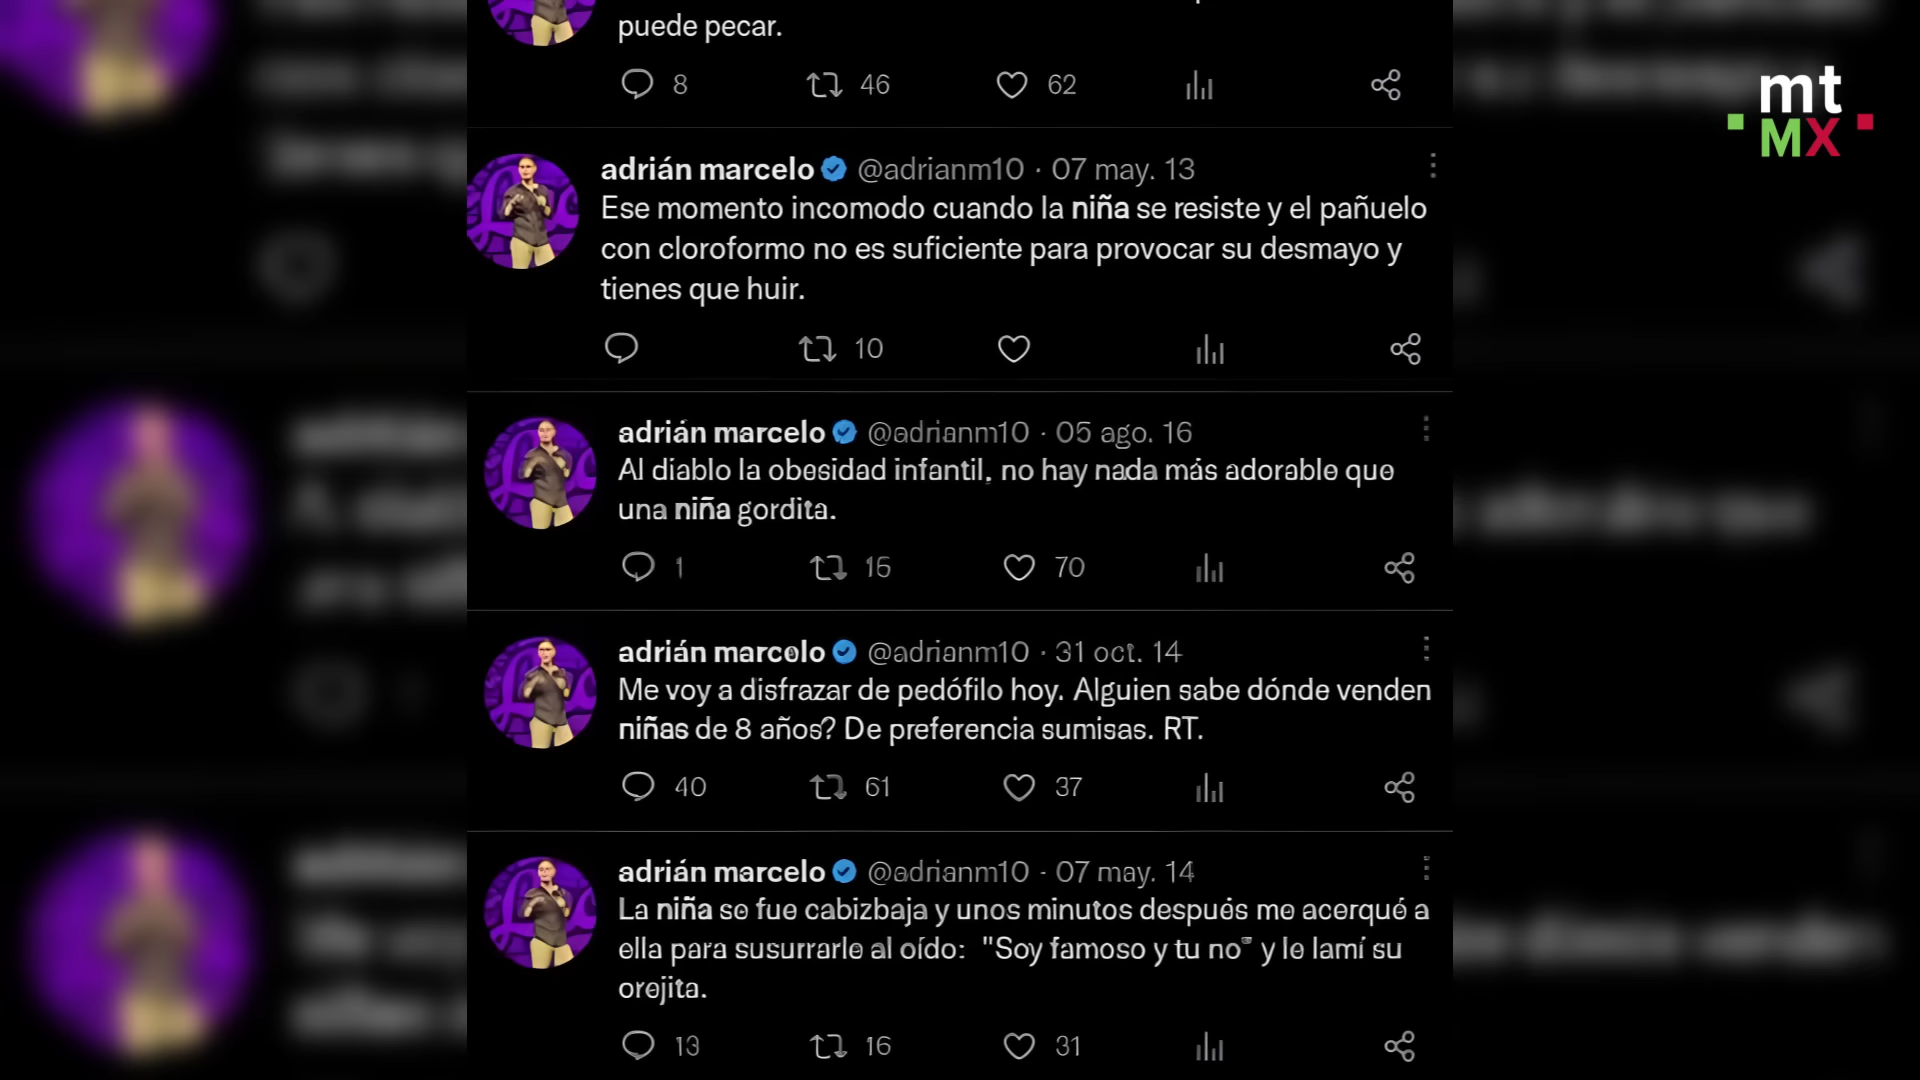 puede pecar.
8 46 62
mt
MX
adrián marcelo @adrianm10 · 07 may. 13
Ese momento incomodo cuando la niña se resiste y el pañuelo
con cloroformo no es suficiente para provocar su desmayo y
tienes que huir.
10
adrián marcelo @adrianm10 · 05 ago. 16
Al diablo la obesidad infantil, no hay nada más adorable que
una niña gordita.
1 15 70
adrián marcelo @adrianm10 · 31 oct. 14
Me voy a disfrazar de pedófilo hoy. Alguien sabe dónde venden
niñas de 8 años? De preferencia sumisas. RT.
40 61 37
adrián marcelo @adrianm10 · 07 may. 14
La niña se fue cabizbaja y unos minutos después me acerqué a
ella para susurrarle al oído: "Soy famoso y tu no" y le lamí su
orejita.
13 16 31